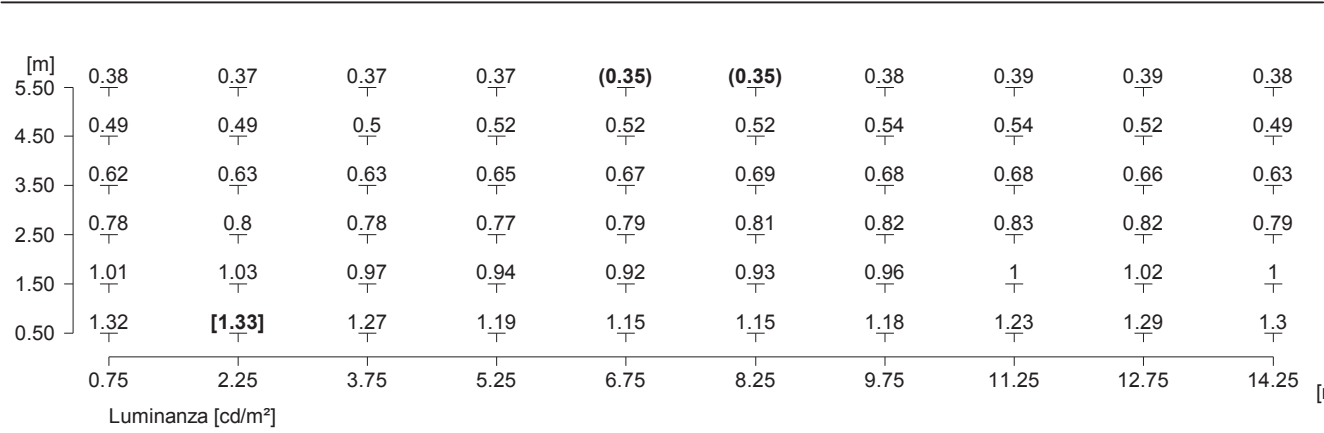 [m]
5.50 0.38 0.37 0.37 0.37 (0.35) (0.35) 0.38 0.39 0.39 0.38
4.50 0.49 0.49 0.5 0.52 0.52 0.52 0.54 0.54 0.52 0.49
3.50 0.62 0.63 0.63 0.65 0.67 0.69 0.68 0.68 0.66 0.63
2.50 0.78 0.8 0.78 0.77 0.79 0.81 0.82 0.83 0.82 0.79
1.50 1.01 1.03 0.97 0.94 0.92 0.93 0.96 1 1.02 1
0.50 1.32 [1.33] 1.27 1.19 1.15 1.15 1.18 1.23 1.29 1.3
0.75 2.25 3.75 5.25 6.75 8.25 9.75 11.25 12.75 14.25
Luminanza [cd/m²]